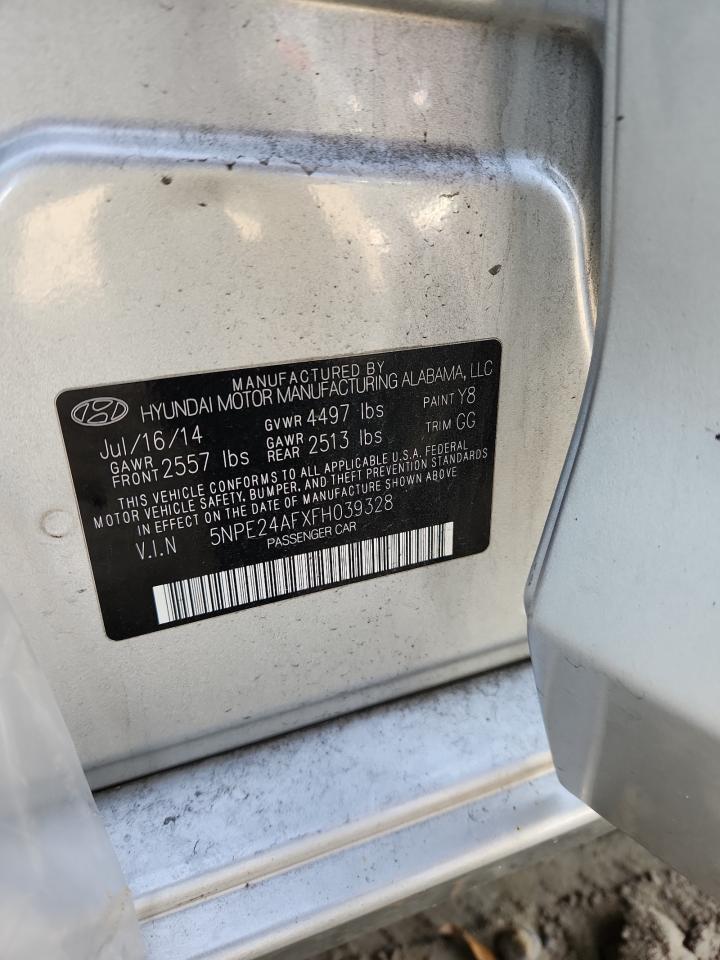 MANUFACTURED BY
HYUNDAI MOTOR MANUFACTURING ALABAMA, LLC
Jul/16/14 GVWR 4497 lbs PAINT Y8
GAWR FRONT 2557 lbs GAWR REAR 2513 lbs TRIM GG
THIS VEHICLE CONFORMS TO ALL APPLICABLE U.S.A. FEDERAL
MOTOR VEHICLE SAFETY, BUMPER, AND THEFT PREVENTION STANDARDS
IN EFFECT ON THE DATE OF MANUFACTURE SHOWN ABOVE
V.I.N 5NPE24AFXFH039328
PASSENGER CAR